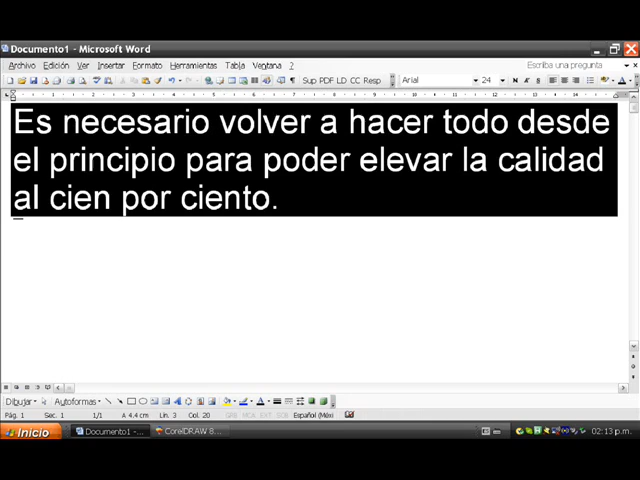 Documento1 - Microsoft Word
Archivo Edición Ver Insertar Formato Herramientas Tabla Ventana ? Escriba una pregunta
Sup PDF LD CC Resp Arial 24 N
Es necesario volver a hacer todo desde
el principio para poder elevar la calidad
al cien por ciento.
Dibujar Autoformas
Pág. 1 Sec. 1 1/1 A 4.4 cm Lín. 3 Col. 20 GRB MCA EXT SOB Español (Méxi
Inicio Documento1 - ... CorelDRAW 8... 02:13 p.m.